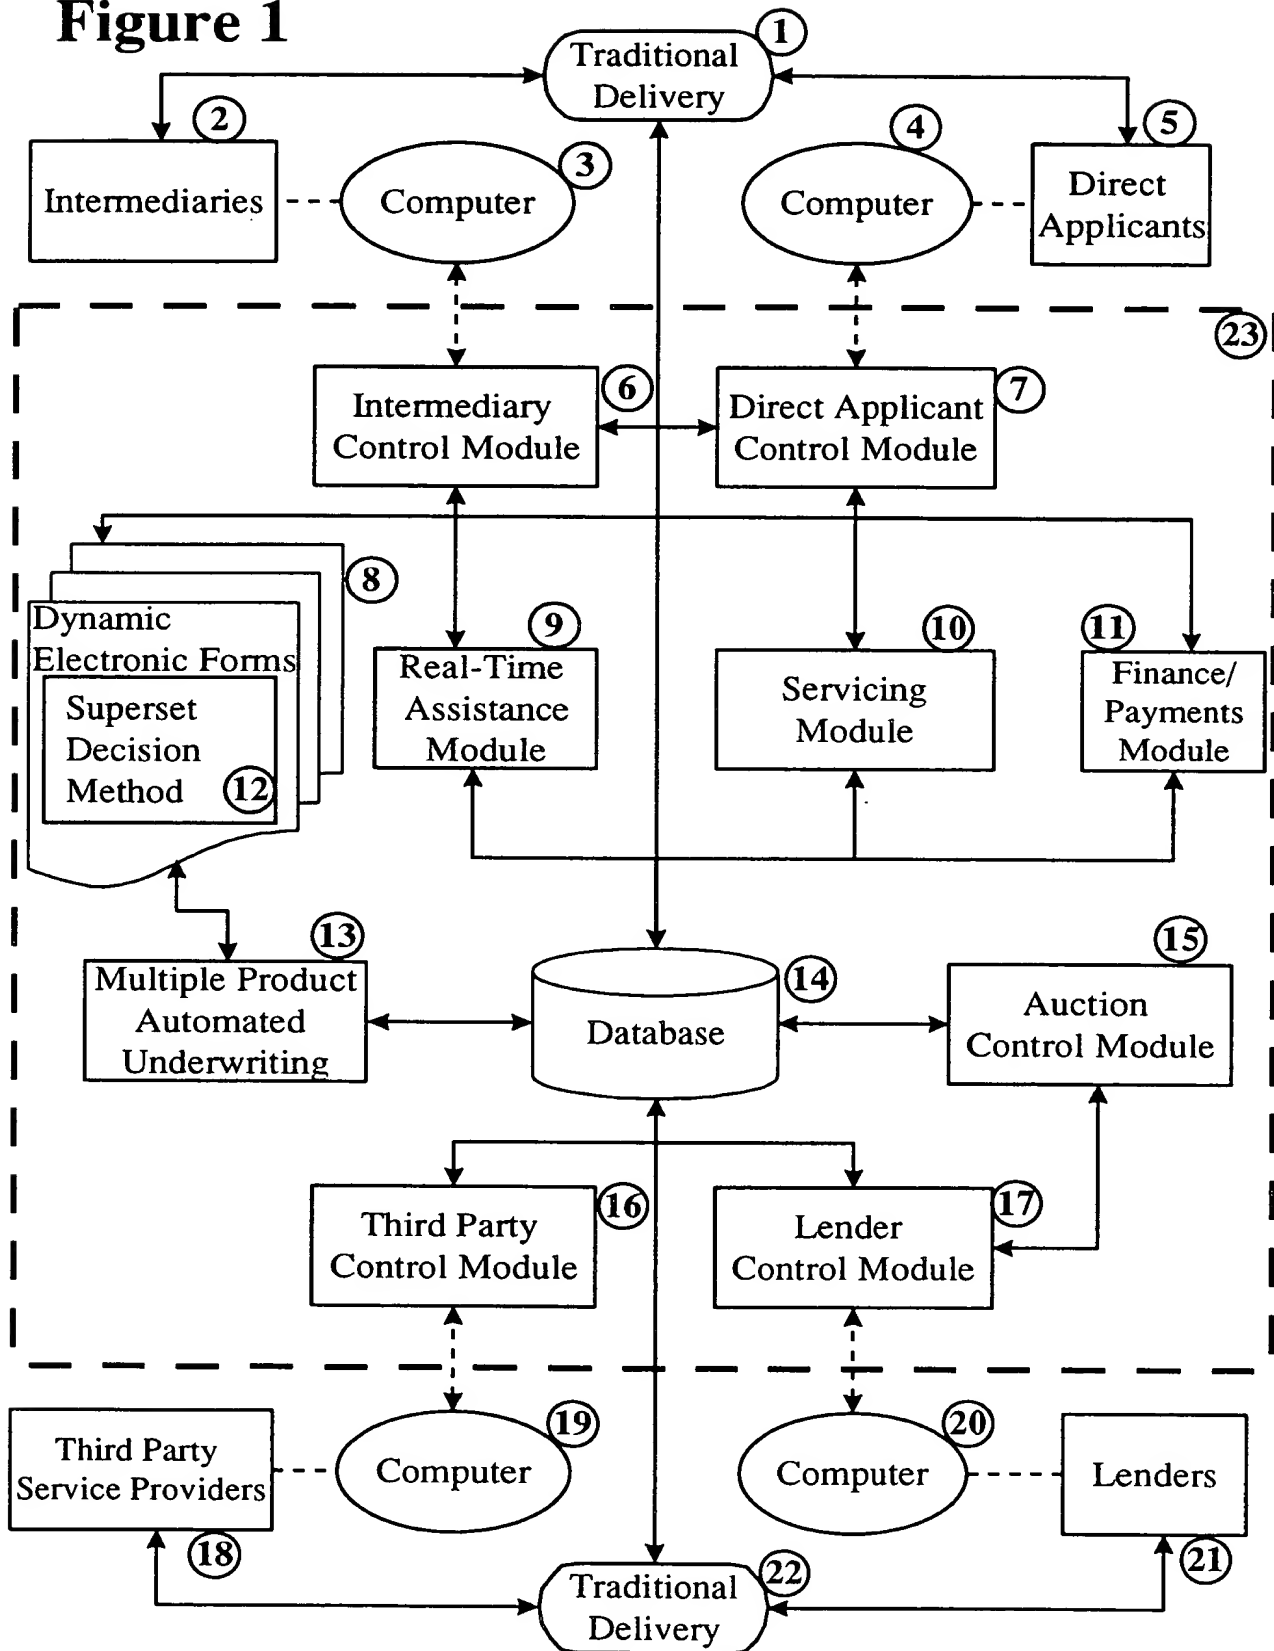 Figure 1
1
Traditional
Delivery
2
Intermediaries
3
Computer
4
Computer
5
Direct
Applicants
23
6
Intermediary
Control Module
7
Direct Applicant
Control Module
8
Dynamic
Electronic Forms
Superset
Decision
Method
12
9
Real-Time
Assistance
Module
10
Servicing
Module
11
Finance/
Payments
Module
13
Multiple Product
Automated
Underwriting
14
Database
15
Auction
Control Module
16
Third Party
Control Module
17
Lender
Control Module
Third Party
Service Providers
18
19
Computer
20
Computer
Lenders
21
22
Traditional
Delivery